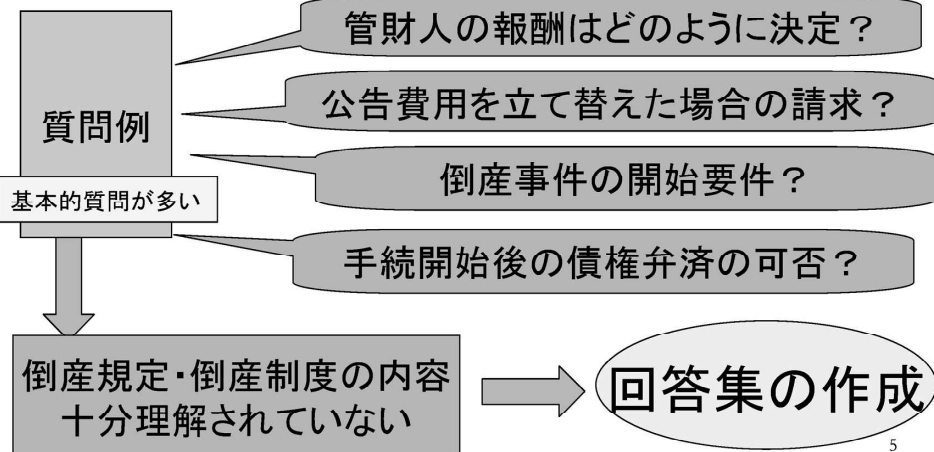 管財人の報酬はどのように決定？
公告費用を立て替えた場合の請求？
質問例
倒産事件の開始要件？
基本的質問が多い
手続開始後の債権弁済の可否？
倒産規定・倒産制度の内容
十分理解されていない
回答集の作成
5